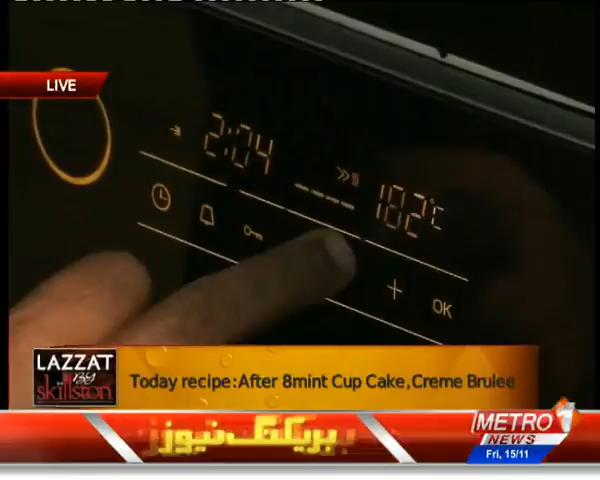 LIVE
2:04
182°C
+ OK
LAZZAT
BY
skillston
Today recipe:After 8mint Cup Cake,Creme Brulee
بریکنگ نیوز
METRO 1
NEWS
Fri, 15/11